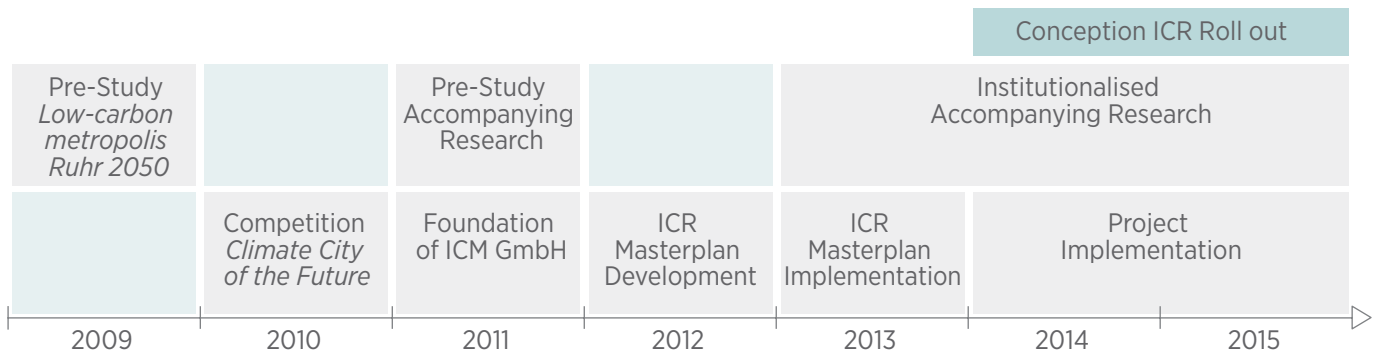 Conception ICR Roll out
Pre-Study
Low-carbon
metropolis
Ruhr 2050
Pre-Study
Accompanying
Research
Institutionalised
Accompanying Research
Competition
Climate City
of the Future
Foundation
of ICM GmbH
ICR
Masterplan
Development
ICR
Masterplan
Implementation
Project
Implementation
2009
2010
2011
2012
2013
2014
2015